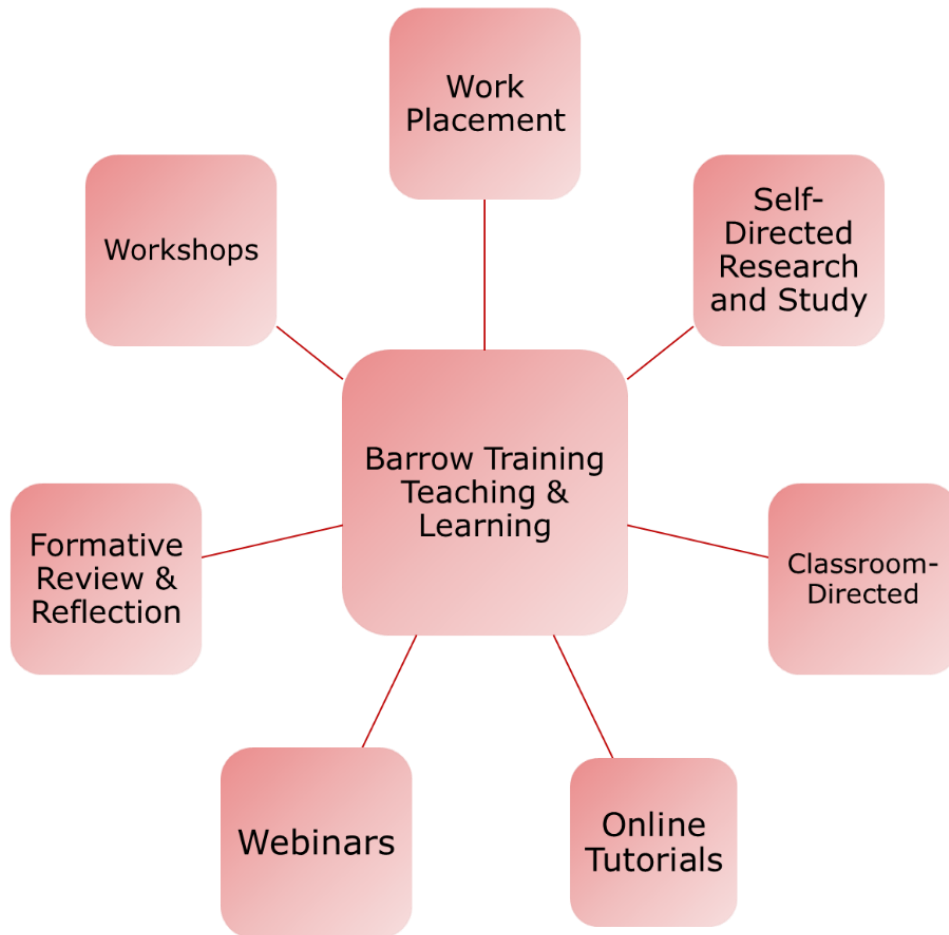 Work
Placement
Self-
Directed
Research
and Study
Workshops
Barrow Training
Teaching &
Learning
Formative
Review &
Reflection
Classroom-
Directed
Webinars
Online
Tutorials